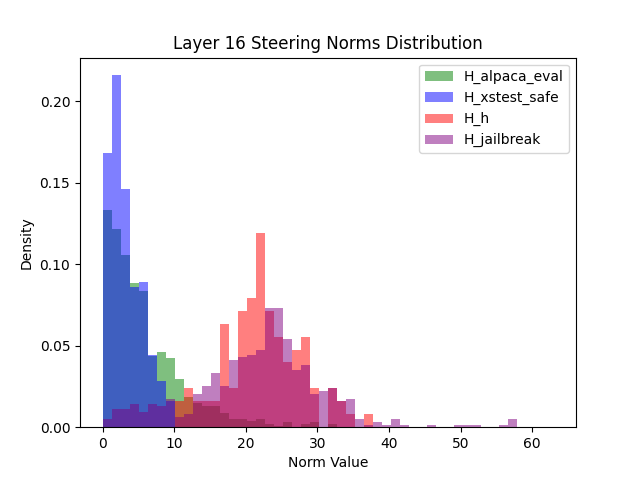 Layer 16 Steering Norms Distribution
H_alpaca_eval
H_xstest_safe
H_h
H_jailbreak
0.20
0.15
0.10
0.05
0.00
Density
0 10 20 30 40 50 60
Norm Value